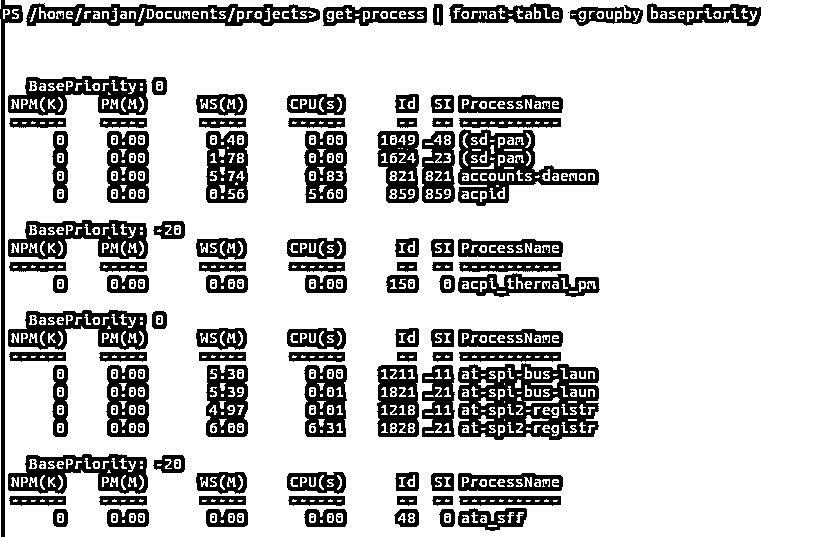 PS /home/ranjan/Documents/projects> get-process | format-table -groupby basepriority
BasePriority: 0
NPM(K) PM(M) WS(M) CPU(s) Id SI ProcessName
------ ----- ----- ------ -- -- -----------
0 0.00 0.40 0.00 1049 …48 (sd-pam)
0 0.00 1.78 0.00 1624 …23 (sd-pam)
0 0.00 5.74 0.83 821 821 accounts-daemon
0 0.00 0.56 5.60 859 859 acpid
BasePriority: -20
NPM(K) PM(M) WS(M) CPU(s) Id SI ProcessName
------ ----- ----- ------ -- -- -----------
0 0.00 0.00 0.00 150 0 acpi_thermal_pm
BasePriority: 0
NPM(K) PM(M) WS(M) CPU(s) Id SI ProcessName
------ ----- ----- ------ -- -- -----------
0 0.00 5.30 0.00 1211 …11 at-spi-bus-laun
0 0.00 5.39 0.01 1821 …21 at-spi-bus-laun
0 0.00 4.97 0.01 1218 …11 at-spi2-registr
0 0.00 6.00 6.31 1828 …21 at-spi2-registr
BasePriority: -20
NPM(K) PM(M) WS(M) CPU(s) Id SI ProcessName
------ ----- ----- ------ -- -- -----------
0 0.00 0.00 0.00 48 0 ata_sff